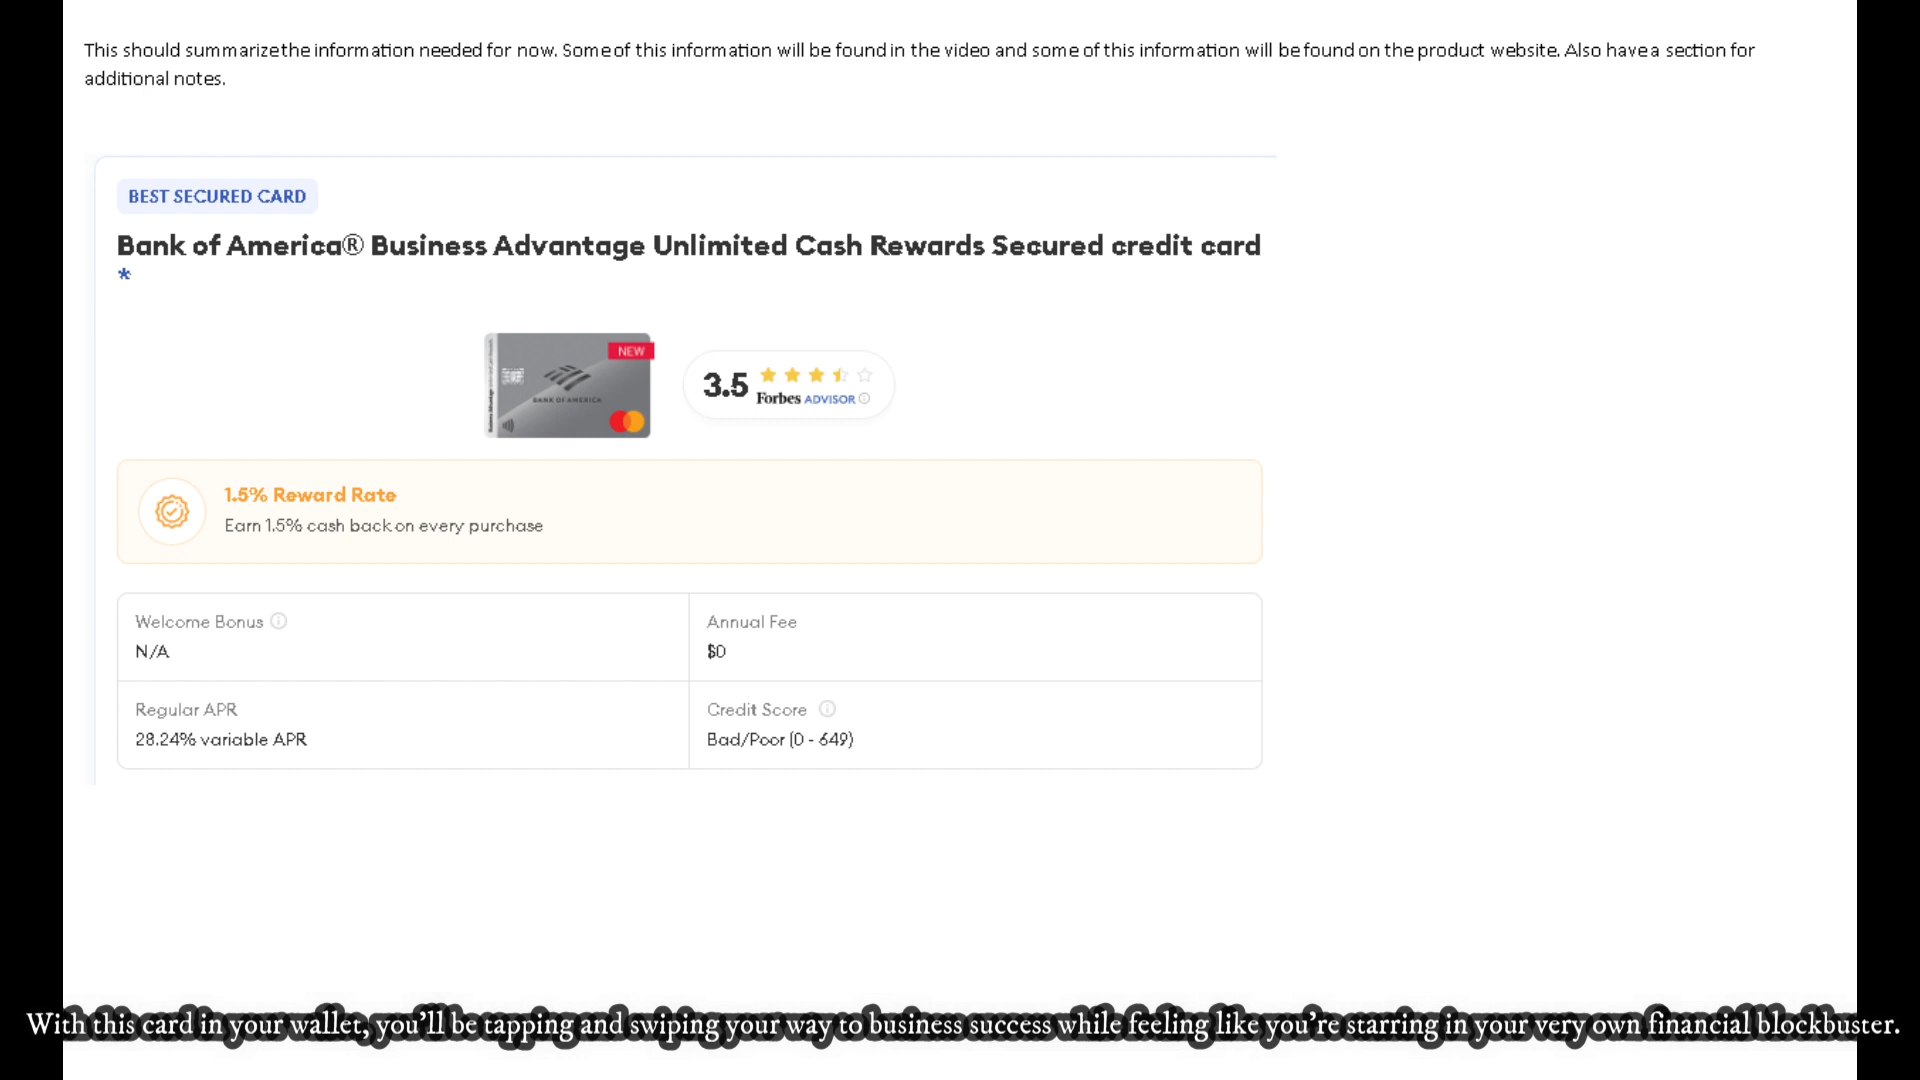 This should summarize the information needed for now. Some of this information will be found in the video and some of this information will be found on the product website. Also have a section for
additional notes.
BEST SECURED CARD
Bank of America® Business Advantage Unlimited Cash Rewards Secured credit card
*
NEW
BANK OF AMERICA
3.5
Forbes ADVISOR
1.5% Reward Rate
Earn 1.5% cash back on every purchase
Welcome Bonus
N/A
Annual Fee
$0
Regular APR
28.24% variable APR
Credit Score
Bad/Poor (0 - 649)
With this card in your wallet, you'll be tapping and swiping your way to business success while feeling like you're starring in your very own financial blockbuster.